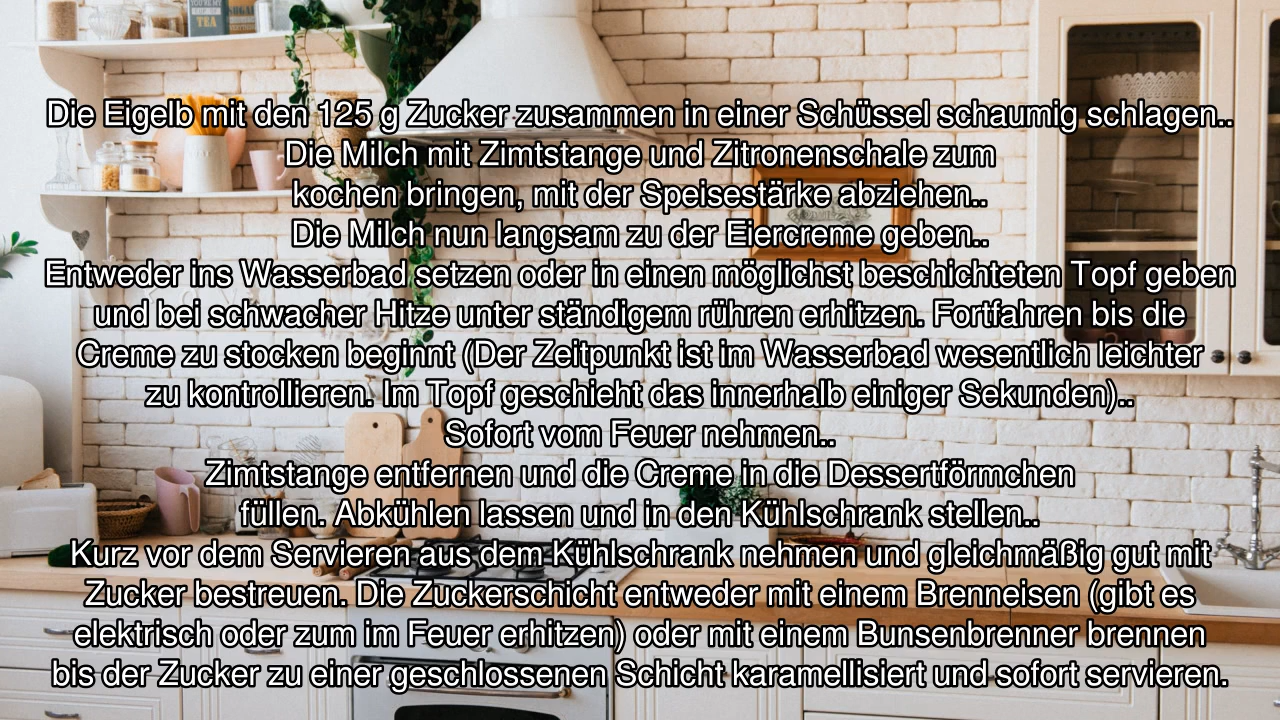 TEA
Die Eigelb mit den 125 g Zucker zusammen in einer Schüssel schaumig schlagen..
Die Milch mit Zimtstange und Zitronenschale zum
kochen bringen, mit der Speisestärke abziehen..
Die Milch nun langsam zu der Eiercreme geben..
Entweder ins Wasserbad setzen oder in einen möglichst beschichteten Topf geben
und bei schwacher Hitze unter ständigem rühren erhitzen. Fortfahren bis die
Creme zu stocken beginnt (Der Zeitpunkt ist im Wasserbad wesentlich leichter
zu kontrollieren. Im Topf geschieht das innerhalb einiger Sekunden)..
Sofort vom Feuer nehmen..
Zimtstange entfernen und die Creme in die Dessertförmchen
füllen. Abkühlen lassen und in den Kühlschrank stellen..
Kurz vor dem Servieren aus dem Kühlschrank nehmen und gleichmäßig gut mit
Zucker bestreuen. Die Zuckerschicht entweder mit einem Brenneisen (gibt es
elektrisch oder zum im Feuer erhitzen) oder mit einem Bunsenbrenner brennen
bis der Zucker zu einer geschlossenen Schicht karamellisiert und sofort servieren.